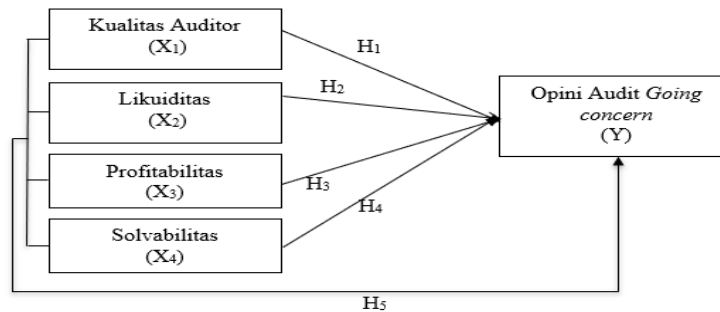 Kualitas Auditor
(X₁)
H₁
Likuiditas
(X₂)
H₂
Opini Audit Going
concern
(Y)
Profitabilitas
(X₃)
H₃
Solvabilitas
(X₄)
H₄
H₅